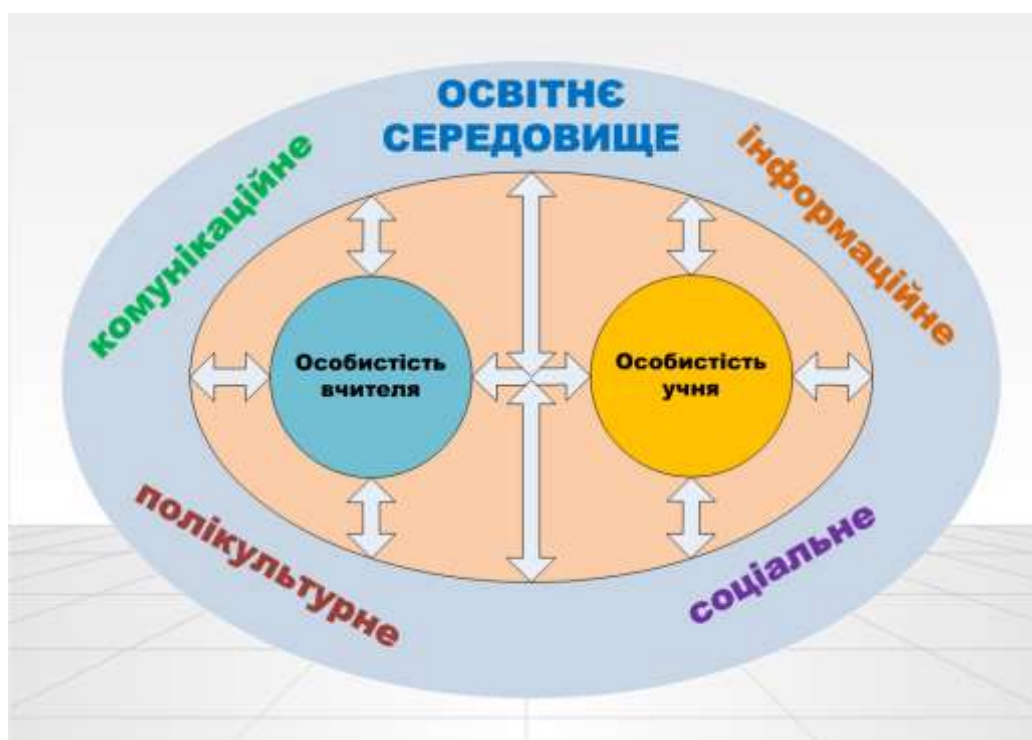 ОСВІТНЄ
СЕРЕДОВИЩЕ
комунікаційне
інформаційне
Особистість
вчителя
Особистість
учня
полікультурне
соціальне